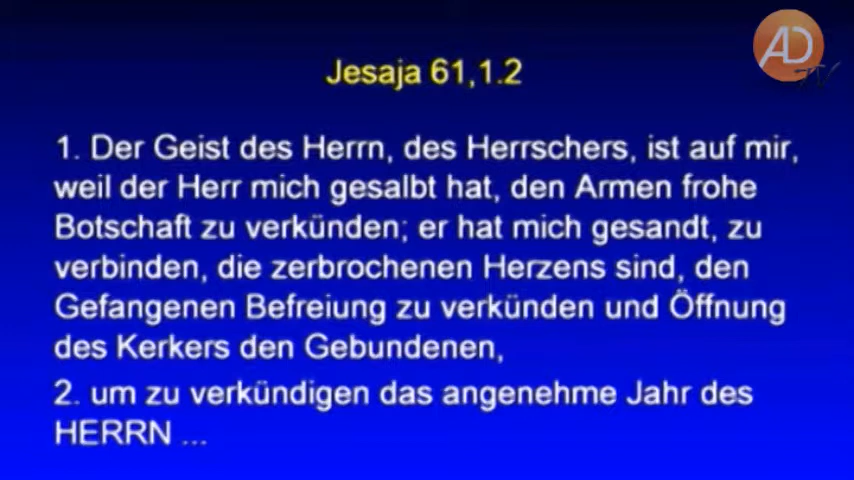 AD
TV
Jesaja 61,1.2
1. Der Geist des Herrn, des Herrschers, ist auf mir,
weil der Herr mich gesalbt hat, den Armen frohe
Botschaft zu verkünden; er hat mich gesandt, zu
verbinden, die zerbrochenen Herzens sind, den
Gefangenen Befreiung zu verkünden und Öffnung
des Kerkers den Gebundenen,
2. um zu verkündigen das angenehme Jahr des
HERRN ...